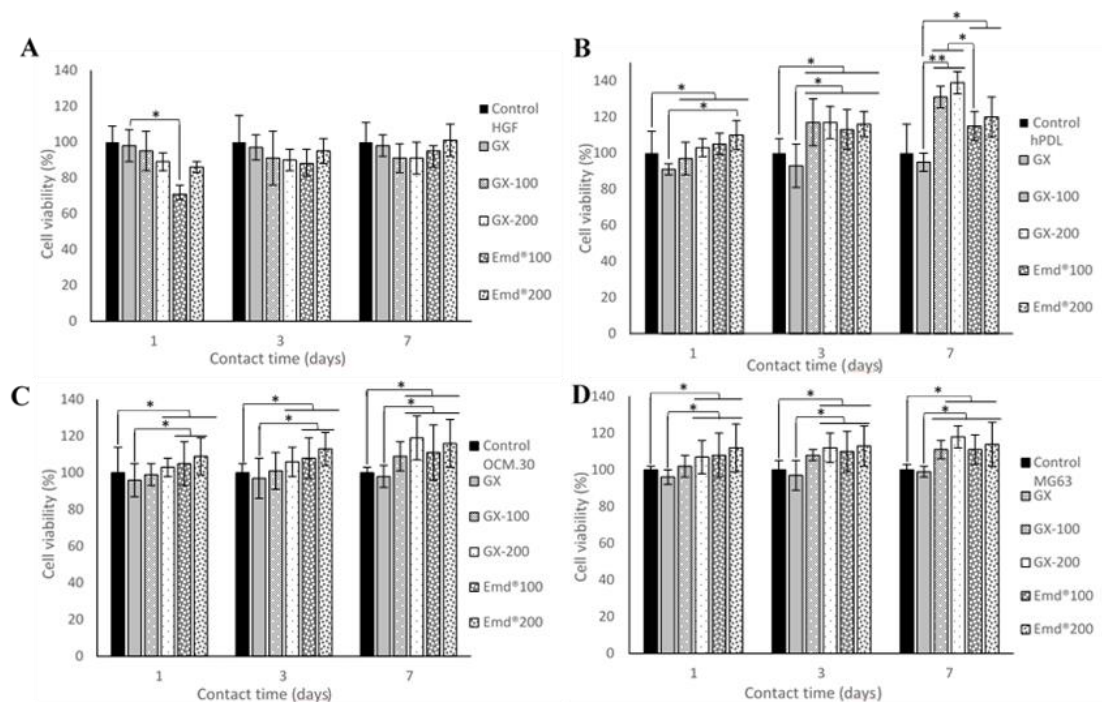 A
140
120
100
80
60
40
20
0
Cell viability (%)
*
1
3
7
Contact time (days)
Control
HGF
GX
GX-100
GX-200
Emd®100
Emd®200
B
140
120
100
80
60
40
20
0
Cell viability (%)
*
*
*
*
*
*
**
1
3
7
Contact time (days)
Control
hPDL
GX
GX-100
GX-200
Emd®100
Emd®200
C
140
120
100
80
60
40
20
0
Cell viability (%)
*
*
*
*
*
*
1
3
7
Contact time (days)
Control
OCM.30
GX
GX-100
GX-200
Emd®100
Emd®200
D
140
120
100
80
60
40
20
0
Cell viability (%)
*
*
*
*
*
*
1
3
7
Contact time (days)
Control
MG63
GX
GX-100
GX-200
Emd®100
Emd®200